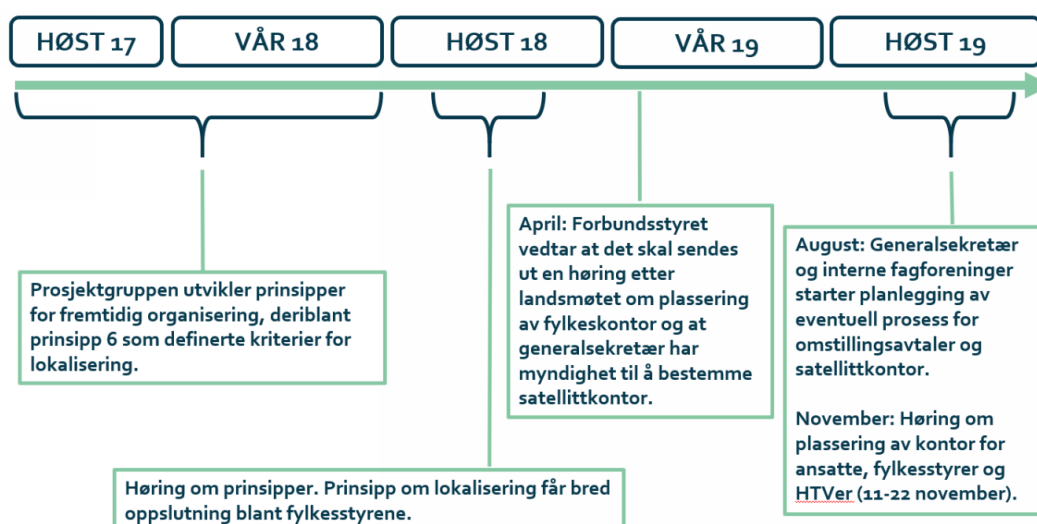 HØST 17
VÅR 18
HØST 18
VÅR 19
HØST 19
Prosjektgruppen utvikler prinsipper
for fremtidig organisering, deriblant
prinsipp 6 som definerte kriterier for
lokalisering.
Høring om prinsipper. Prinsipp om lokalisering får bred
oppslutning blant fylkesstyrene.
April: Forbundsstyret
vedtar at det skal sendes
ut en høring etter
landsmøtet om plassering
av fylkeskontor og at
generalsekretær har
myndighet til å bestemme
satellittkontor.
August: Generalsekretær
og interne fagforeninger
starter planlegging av
eventuell prosess for
omstillingsavtaler og
satellittkontor.
November: Høring om
plassering av kontor for
ansatte, fylkesstyrer og
HTVer (11-22 november).